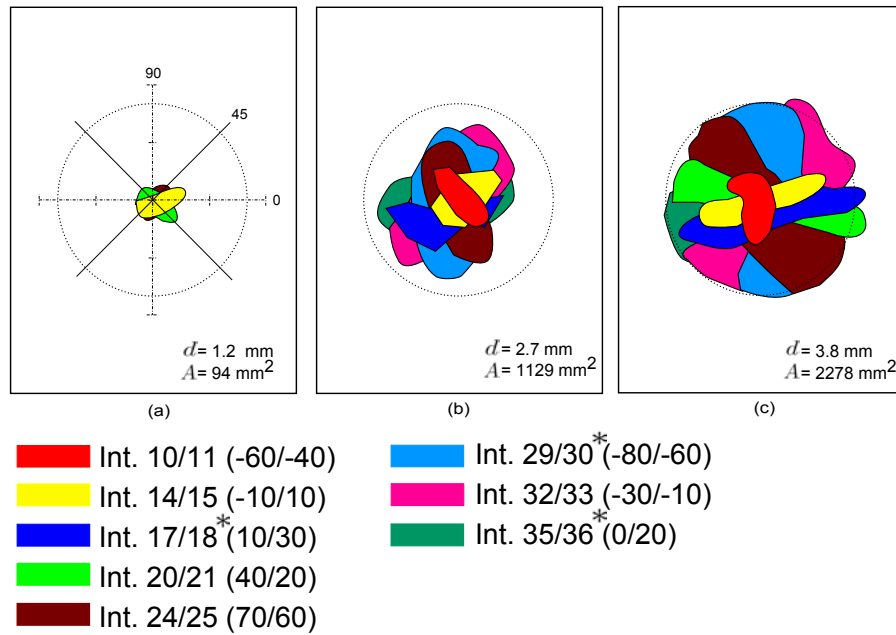 90
45
0
d= 1.2 mm
A= 94 mm2
(a)
d= 2.7 mm
A= 1129 mm2
(b)
d= 3.8 mm
A= 2278 mm2
(c)
Int. 10/11 (-60/-40)
Int. 14/15 (-10/10)
Int. 17/18*(10/30)
Int. 20/21 (40/20)
Int. 24/25 (70/60)
Int. 29/30*(-80/-60)
Int. 32/33 (-30/-10)
Int. 35/36*(0/20)